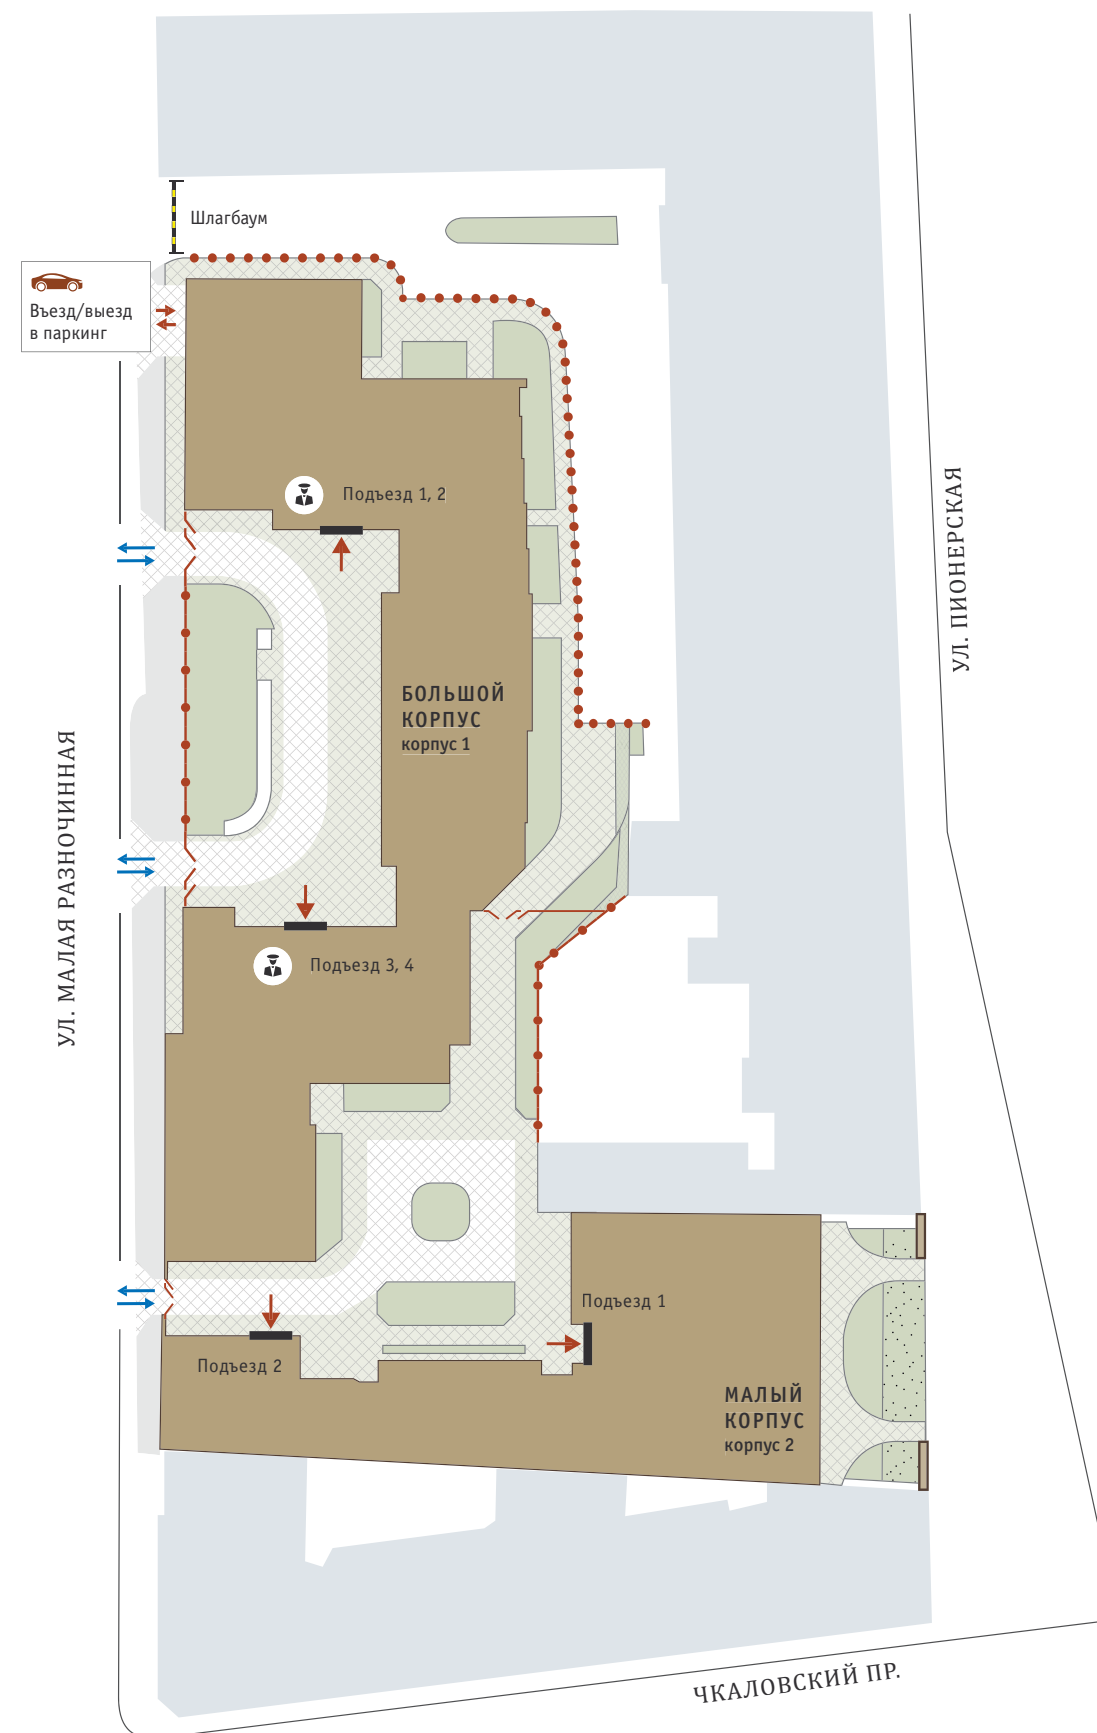 Шлагбаум
Въезд/выезд
в паркинг
Подъезд 1, 2
УЛ. ПИОНЕРСКАЯ
БОЛЬШОЙ
КОРПУС
корпус 1
УЛ. МАЛАЯ РАЗНОЧИННАЯ
Подъезд 3, 4
Подъезд 1
Подъезд 2
МАЛЫЙ
КОРПУС
корпус 2
ЧКАЛОВСКИЙ ПР.